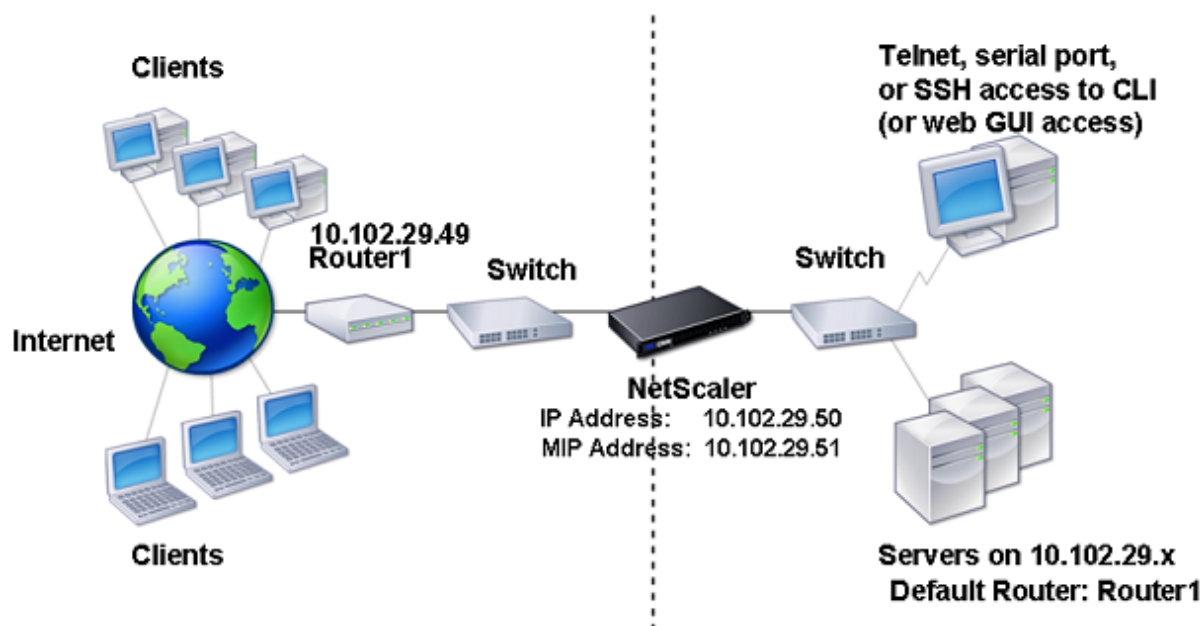 Clients
Telnet, serial port,
or SSH access to CLI
(or web GUI access)
10.102.29.49
Router1
Switch
Switch
Internet
NetScaler
IP Address: 10.102.29.50
MIP Address: 10.102.29.51
Clients
Servers on 10.102.29.x
Default Router: Router1